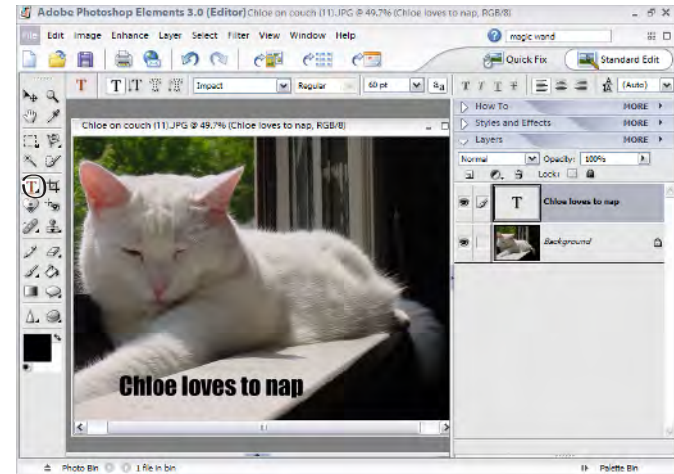 Adobe Photoshop Elements 3.0 (Editor) Chloe on couch (11).JPG @ 49.7% (Chloe loves to nap, RGB/8)
File Edit Image Enhance Layer Select Filter View Window Help magic wand
Quick Fix Standard Edit
T T T Impact Regular 60 pt aa T T T T (Auto)
How To MORE
Styles and Effects MORE
Layers MORE
Normal Opacity: 100%
Lock:
T Chloe loves to nap
Background
Chloe on couch (11).JPG @ 49.7% (Chloe loves to nap, RGB/8)
T
Chloe loves to nap
Photo Bin 1 file in bin Palette Bin